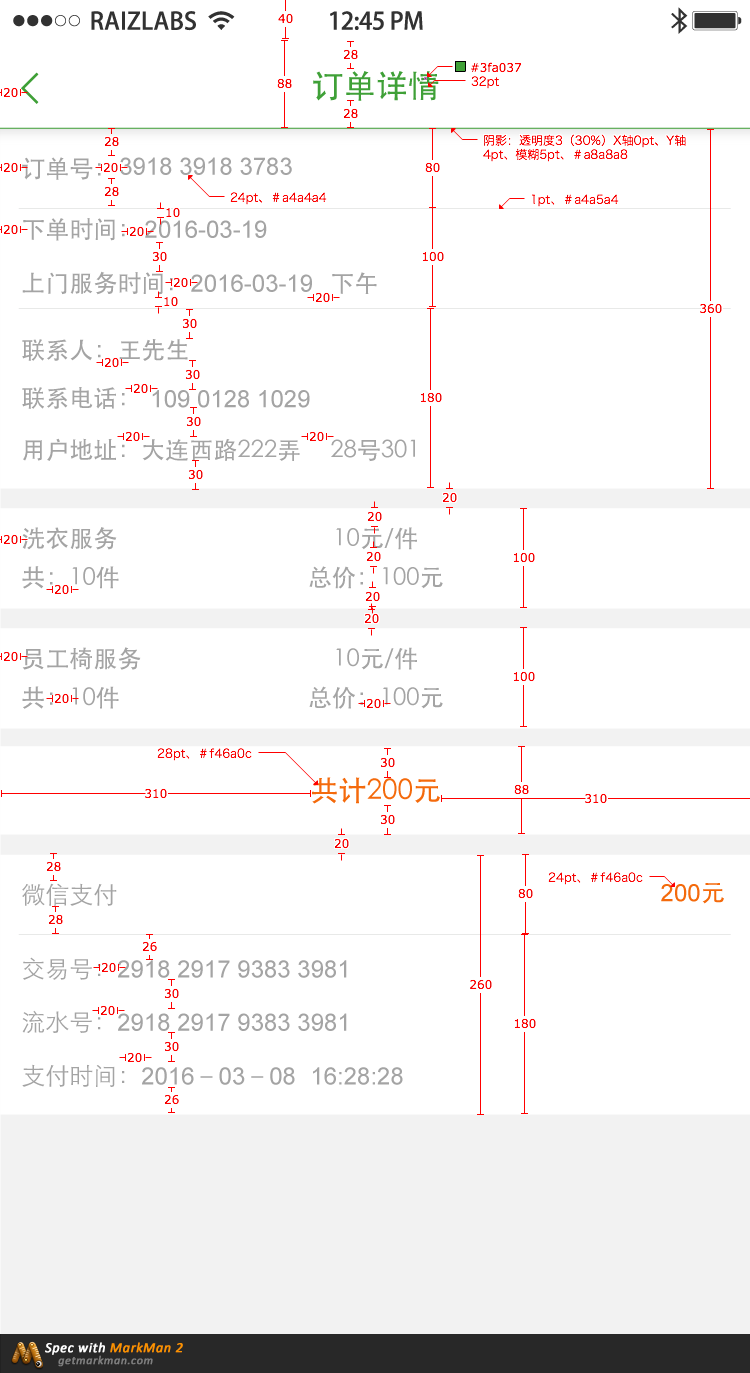 RAIZLABS 12:45 PM
40
28
88
订单详情
#3fa037
32pt
20
28
28
阴影：透明度3（30%）X轴0pt、Y轴
4pt、模糊5pt、#a8a8a8
订单号：3918 3918 3783
20
20
80
28
24pt、#a4a4a4
1pt、#a4a5a4
10
下单时间：2016-03-19
20
20
30
100
上门服务时间：2016-03-19 下午
20
20
10
360
30
联系人：王先生
20
30
联系电话：109 0128 1029
20
180
30
用户地址：大连西路222弄 28号301
20
20
30
20
20
洗衣服务 10元/件
20
20
100
共：10件 总价：100元
20
20
20
员工椅服务 10元/件
20
100
共：10件 总价：100元
20
20
28pt、#f46a0c
30
88
共计200元
310
310
30
20
28
24pt、#f46a0c
微信支付 200元
80
28
26
交易号：2918 2917 9383 3981
20
30
260
流水号：2918 2917 9383 3981
20
180
30
支付时间：2016－03－08 16:28:28
20
26
Spec with MarkMan 2
getmarkman.com